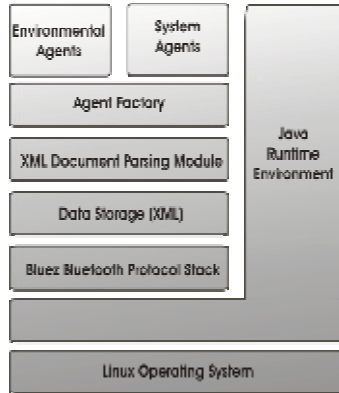 Environmental
Agents
System
Agents
Agent Factory
XML Document Parsing Module
Data Storage (XML)
Bluez Bluetooth Protocol Stack
Java
Runtime
Environment
Linux Operating System